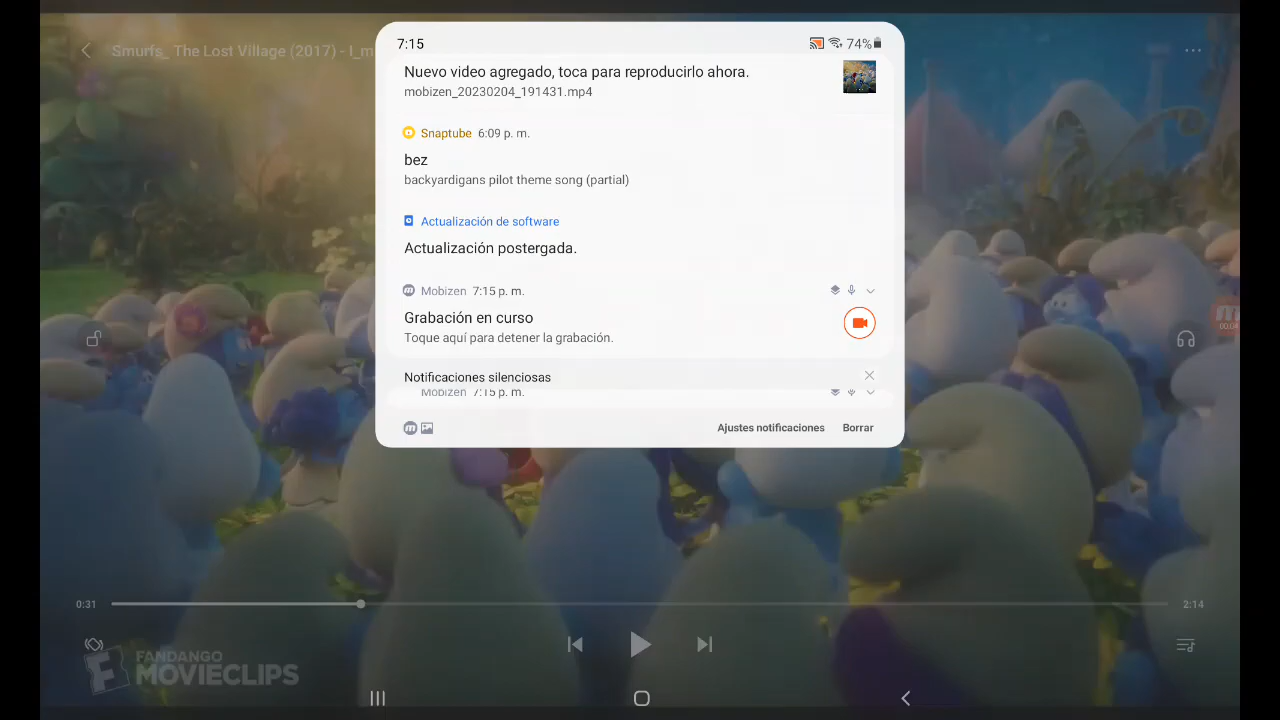 Smurfs_ The Lost Village (2017) - I_m
7:15
74%
Nuevo video agregado, toca para reproducirlo ahora.
mobizen_20230204_191431.mp4
Snaptube 6:09 p. m.
bez
backyardigans pilot theme song (partial)
Actualización de software
Actualización postergada.
Mobizen 7:15 p. m.
Grabación en curso
Toque aquí para detener la grabación.
Notificaciones silenciosas
Mobizen 7:15 p. m.
Ajustes notificaciones Borrar
00:04
0:31
2:14
FANDANGO
MOVIECLIPS